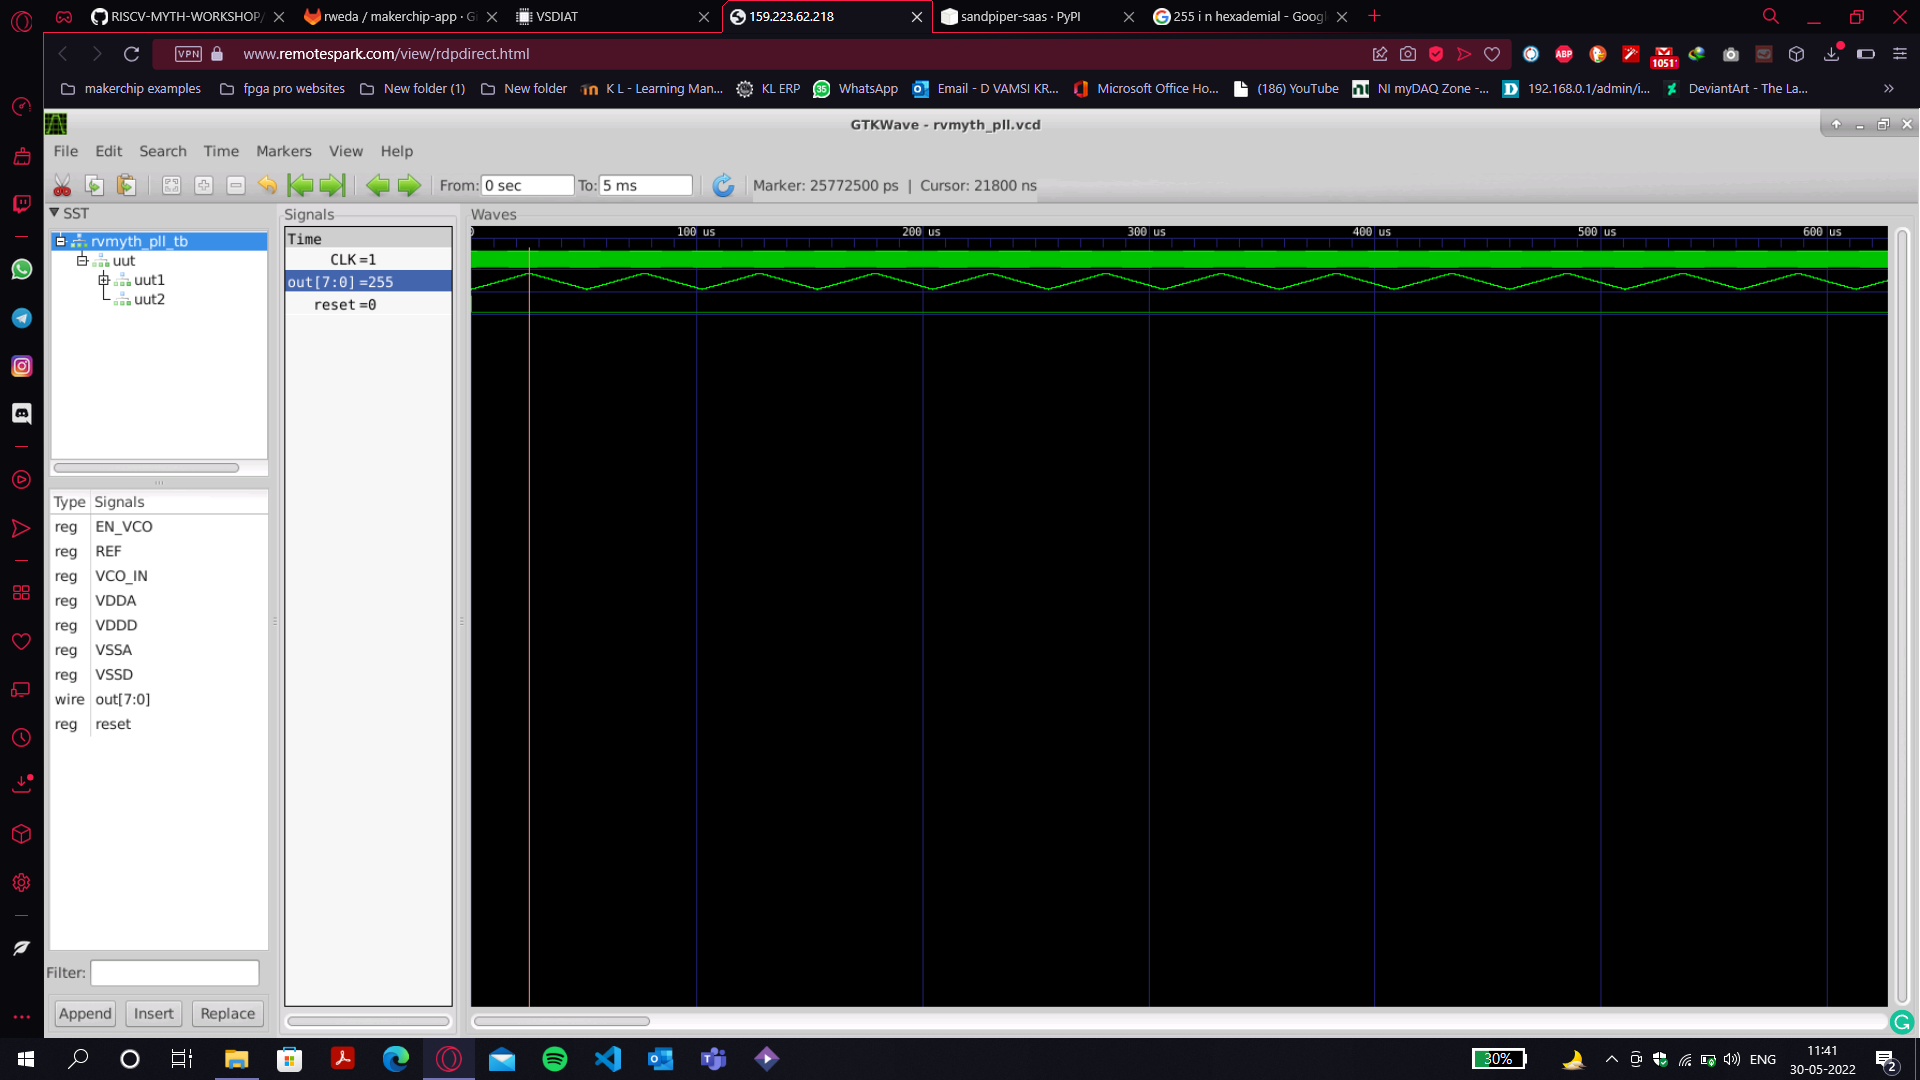 RISCV-MYTH-WORKSHOP/
rweda / makerchip-app · Gi
VSDIAT
159.223.62.218
sandpiper-saas · PyPI
255 i n hexademial - Googl
VPN
www.remotespark.com/view/rdpdirect.html
ABP
1051
makerchip examples
fpga pro websites
New folder (1)
New folder
K L - Learning Man...
KL ERP
35
WhatsApp
Email - D VAMSI KR...
Microsoft Office Ho...
(186) YouTube
NI myDAQ Zone -...
192.168.0.1/admin/i...
DeviantArt - The La...
GTKWave - rvmyth_pll.vcd
File Edit Search Time Markers View Help
From: 0 sec To: 5 ms Marker: 25772500 ps | Cursor: 21800 ns
SST
rvmyth_pll_tb
uut
uut1
uut2
Type Signals
reg EN_VCO
reg REF
reg VCO_IN
reg VDDA
reg VDDD
reg VSSA
reg VSSD
wire out[7:0]
reg reset
Filter:
Append Insert Replace
Signals
Time
CLK =1
out[7:0] =255
reset =0
Waves
100 us 200 us 300 us 400 us 500 us 600 us
30%
ENG
11:41
30-05-2022
2